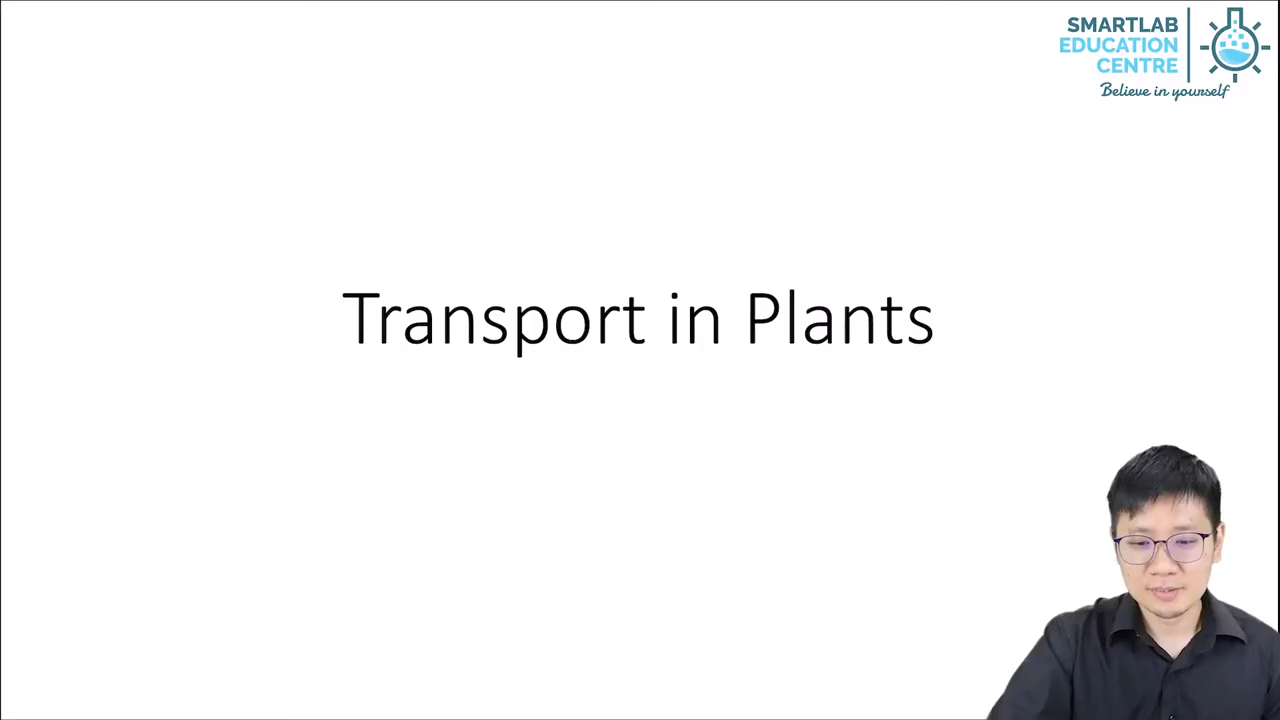 SMARTLAB
EDUCATION
CENTRE
Believe in yourself
Transport in Plants